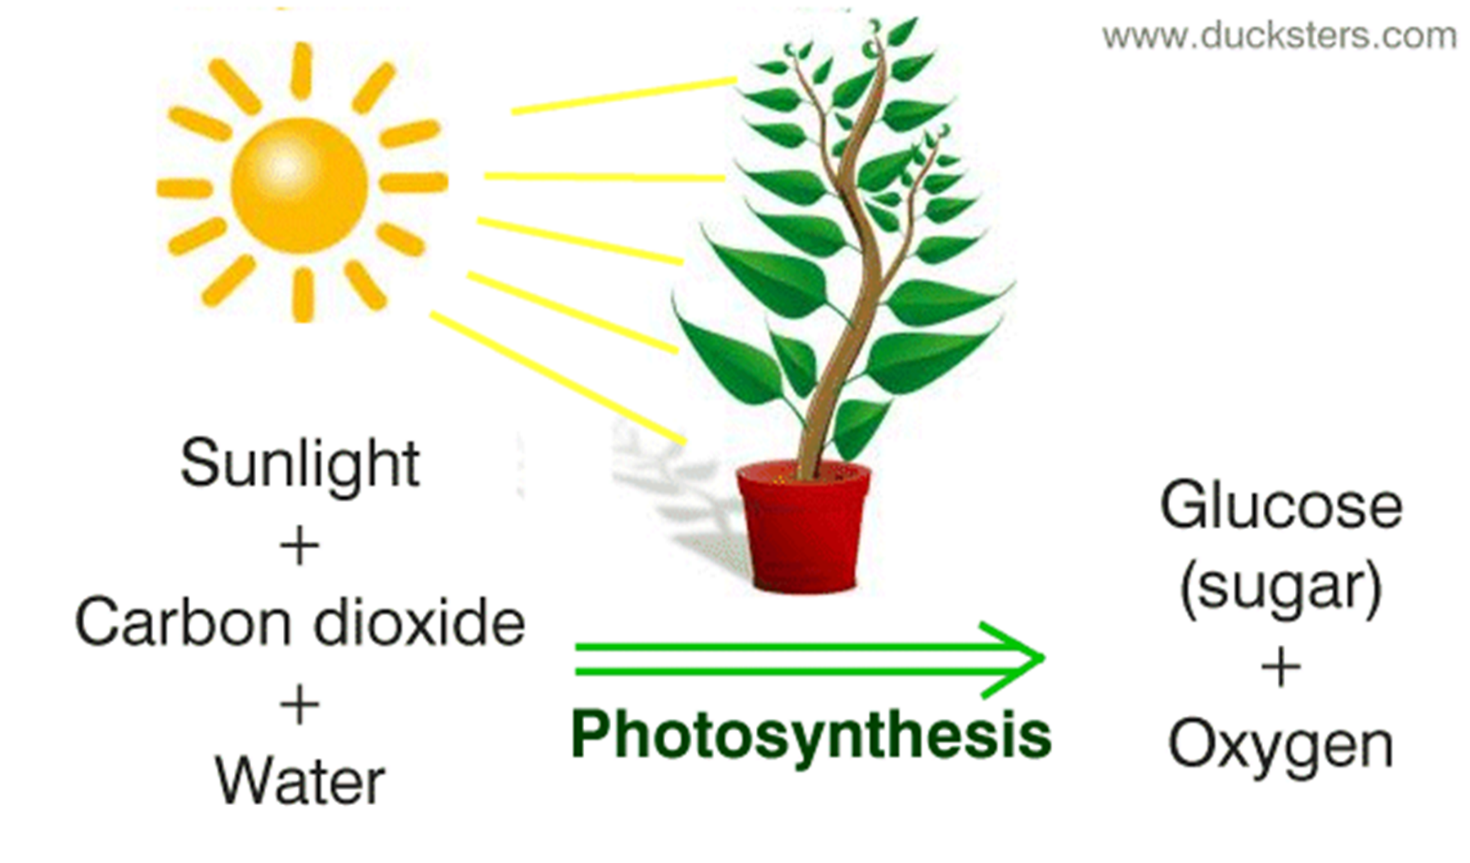 www.ducksters.com
Sunlight
+
Carbon dioxide
+
Water
Photosynthesis
Glucose
(sugar)
+
Oxygen